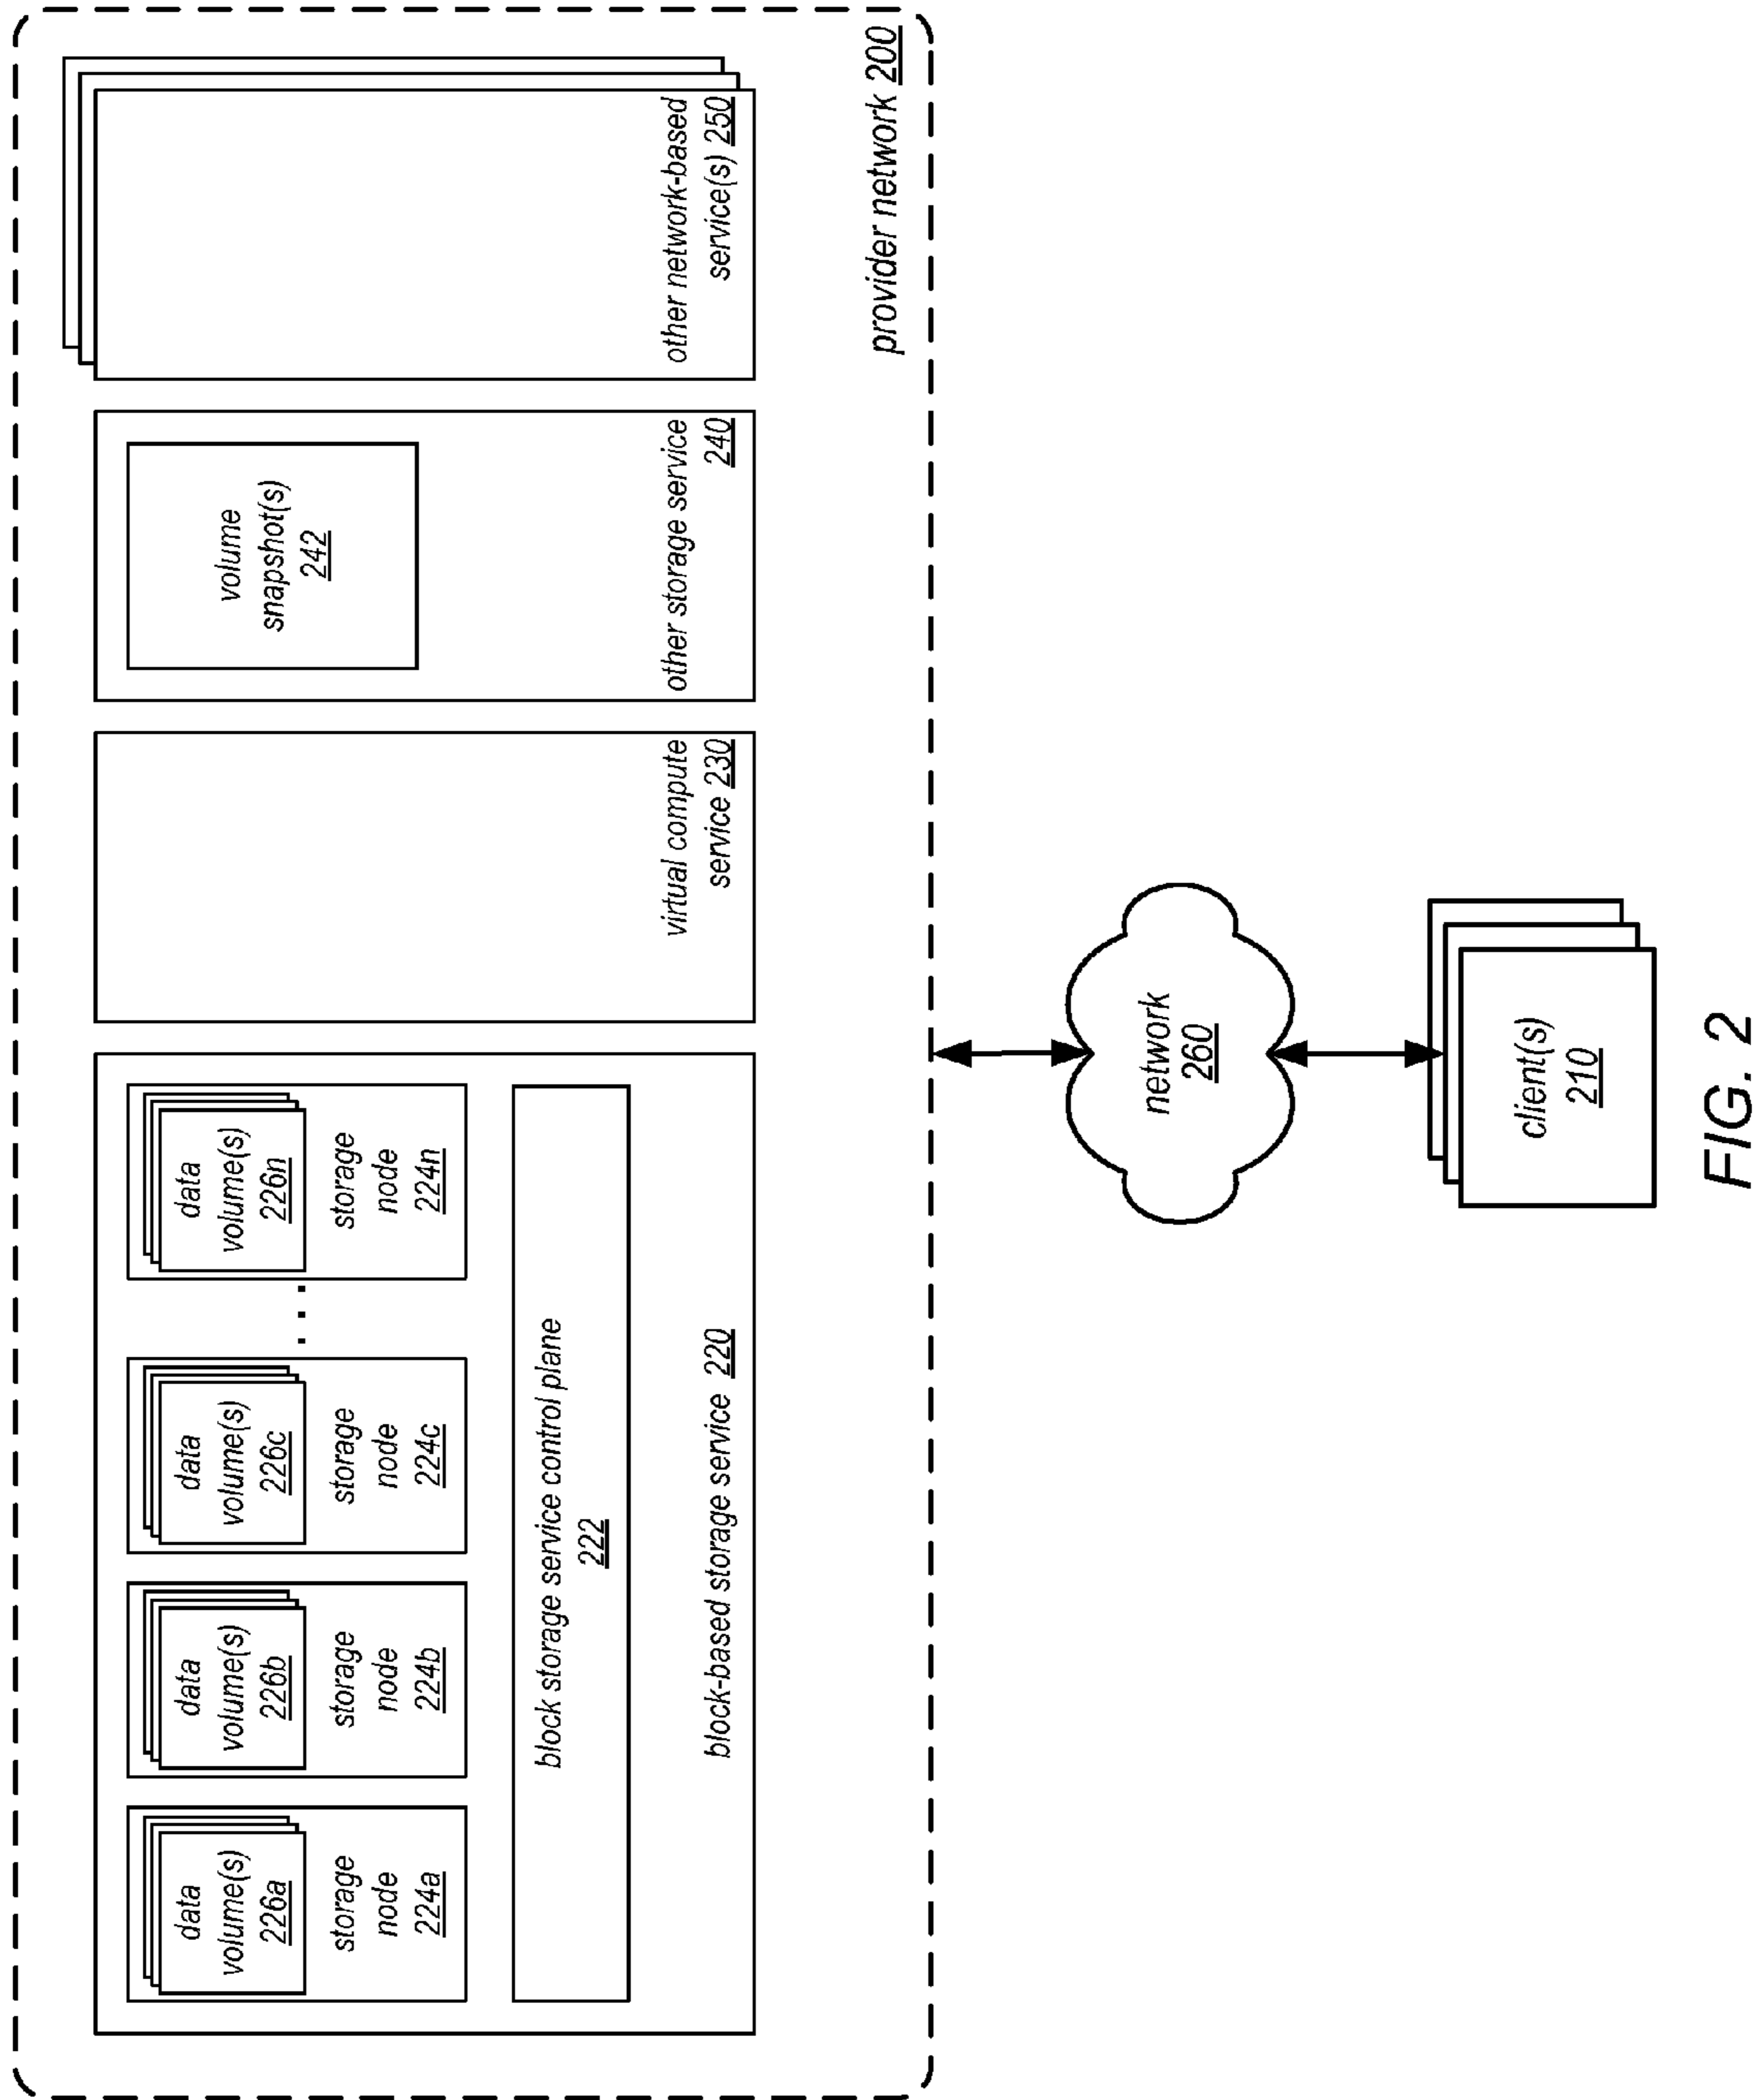 data
volume(s)
226a
storage
node
224a
data
volume(s)
226b
storage
node
224b
data
volume(s)
226c
storage
node
224c
. . .
data
volume(s)
226n
storage
node
224n
block storage service control plane
222
block-based storage service 220
virtual compute
service 230
volume
snapshot(s)
242
other storage service
240
other network-based
service(s) 250
provider network 200
network
260
client(s)
210
FIG. 2